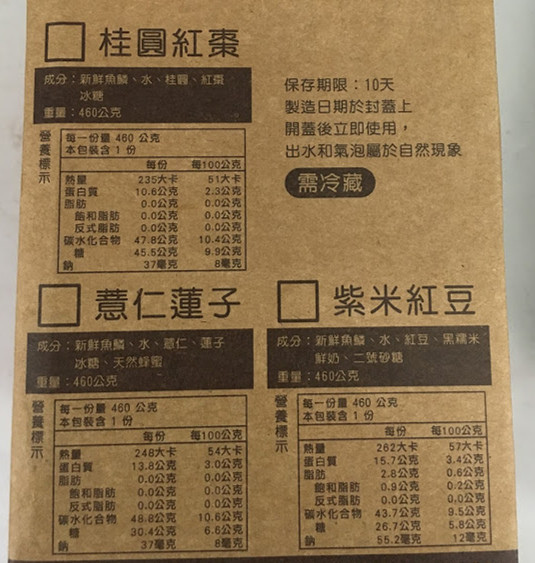 桂圓紅棗
成分：新鮮魚鱗、水、桂圓、紅棗、
冰糖
重量：460公克
營養標示
每一份量 460 公克
本包裝含 1 份
每份 每100公克
熱量 235大卡 51大卡
蛋白質 10.6公克 2.3公克
脂肪 0.0公克 0.0公克
飽和脂肪 0.0公克 0.0公克
反式脂肪 0.0公克 0.0公克
碳水化合物 47.8公克 10.4公克
糖 45.5公克 9.9公克
鈉 37毫克 8毫克
保存期限：10天
製造日期於封蓋上
開蓋後立即使用，
出水和氣泡屬於自然現象
需冷藏
薏仁蓮子
成分：新鮮魚鱗、水、薏仁、蓮子
冰糖、天然蜂蜜
重量：460公克
營養標示
每一份量 460 公克
本包裝含 1 份
每份 每100公克
熱量 248大卡 54大卡
蛋白質 13.8公克 3.0公克
脂肪 0.0公克 0.0公克
飽和脂肪 0.0公克 0.0公克
反式脂肪 0.0公克 0.0公克
碳水化合物 48.8公克 10.6公克
糖 30.4公克 6.6公克
鈉 37毫克 8毫克
紫米紅豆
成分：新鮮魚鱗、水、紅豆、黑糯米
鮮奶、二號砂糖
重量：460公克
營養標示
每一份量 460 公克
本包裝含 1 份
每份 每100公克
熱量 262大卡 57大卡
蛋白質 15.7公克 3.4公克
脂肪 2.8公克 0.6公克
飽和脂肪 0.9公克 0.2公克
反式脂肪 0.0公克 0.0公克
碳水化合物 43.7公克 9.5公克
糖 26.7公克 5.8公克
鈉 55.2毫克 12毫克